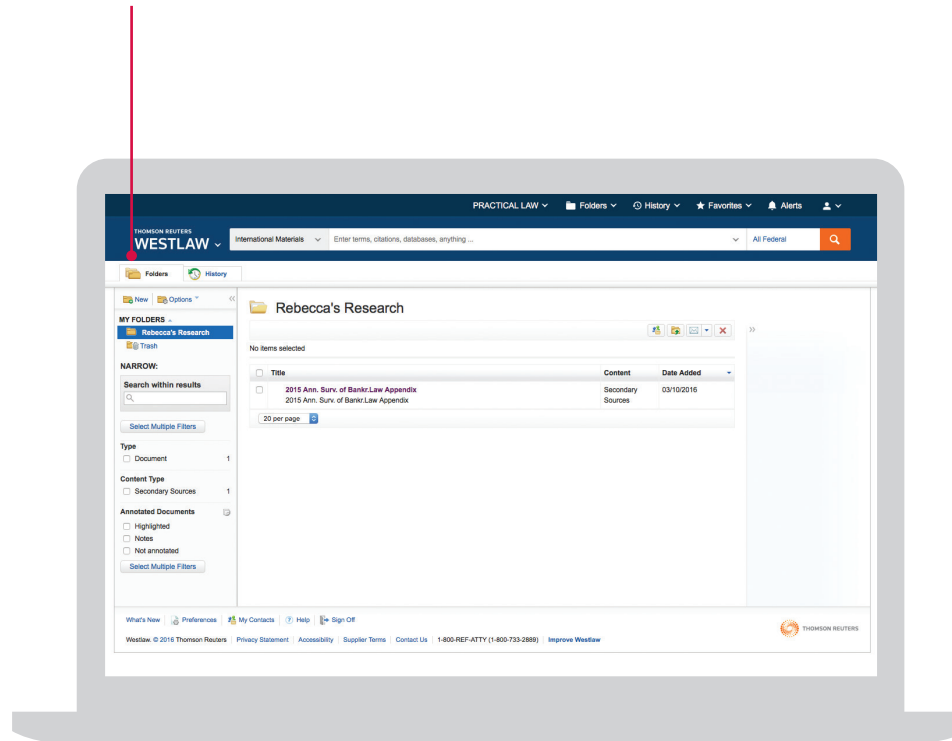 PRACTICAL LAW Folders History Favorites Alerts
THOMSON REUTERS
WESTLAW
International Materials Enter terms, citations, databases, anything ... All Federal
Folders History
New Options
Rebecca's Research
MY FOLDERS
Rebecca's Research
Trash
No items selected
NARROW:
Search within results
Select Multiple Filters
Title Content Date Added
2015 Ann. Surv. of Bankr.Law Appendix Secondary 03/10/2016
2015 Ann. Surv. of Bankr.Law Appendix Sources
20 per page
Type
Document 1
Content Type
Secondary Sources 1
Annotated Documents
Highlighted
Notes
Not annotated
Select Multiple Filters
What's New Preferences My Contacts ? Help Sign Off
Westlaw. © 2016 Thomson Reuters Privacy Statement Accessibility Supplier Terms Contact Us 1-800-REF-ATTY (1-800-733-2889) Improve Westlaw
THOMSON REUTERS